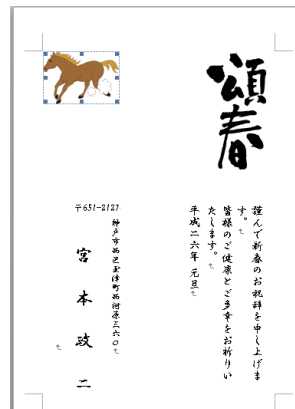 頌春
謹んで新春のお祝辞を申し上げま
す。
皆様のご健康とご多幸をお祈りい
たします。
平成二六年 元旦
〒651-2127
神戸市西区玉津町西河原三六〇
宮本政二